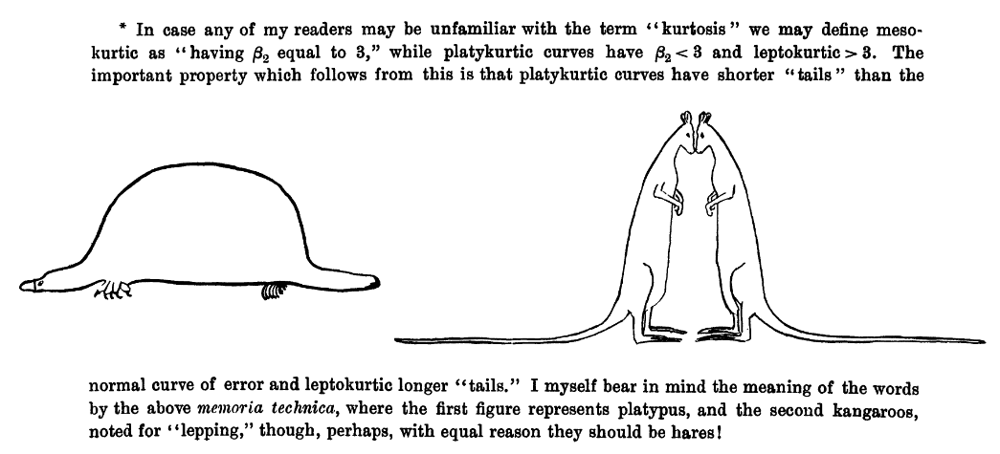 * In case any of my readers may be unfamiliar with the term “kurtosis” we may define meso-
kurtic as “having β₂ equal to 3,” while platykurtic curves have β₂ < 3 and leptokurtic > 3. The
important property which follows from this is that platykurtic curves have shorter “tails” than the
normal curve of error and leptokurtic longer “tails.” I myself bear in mind the meaning of the words
by the above memoria technica, where the first figure represents platypus, and the second kangaroos,
noted for “lepping,” though, perhaps, with equal reason they should be hares!